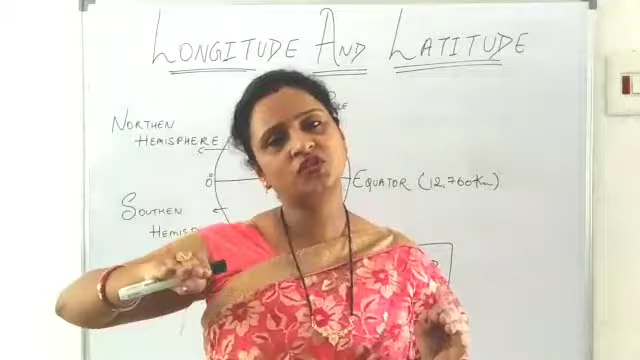 LONGITUDE AND LATITUDE
NORTHEN
HEMISPHERE
0°
EQUATOR (12,760Km)
SOUTHEN